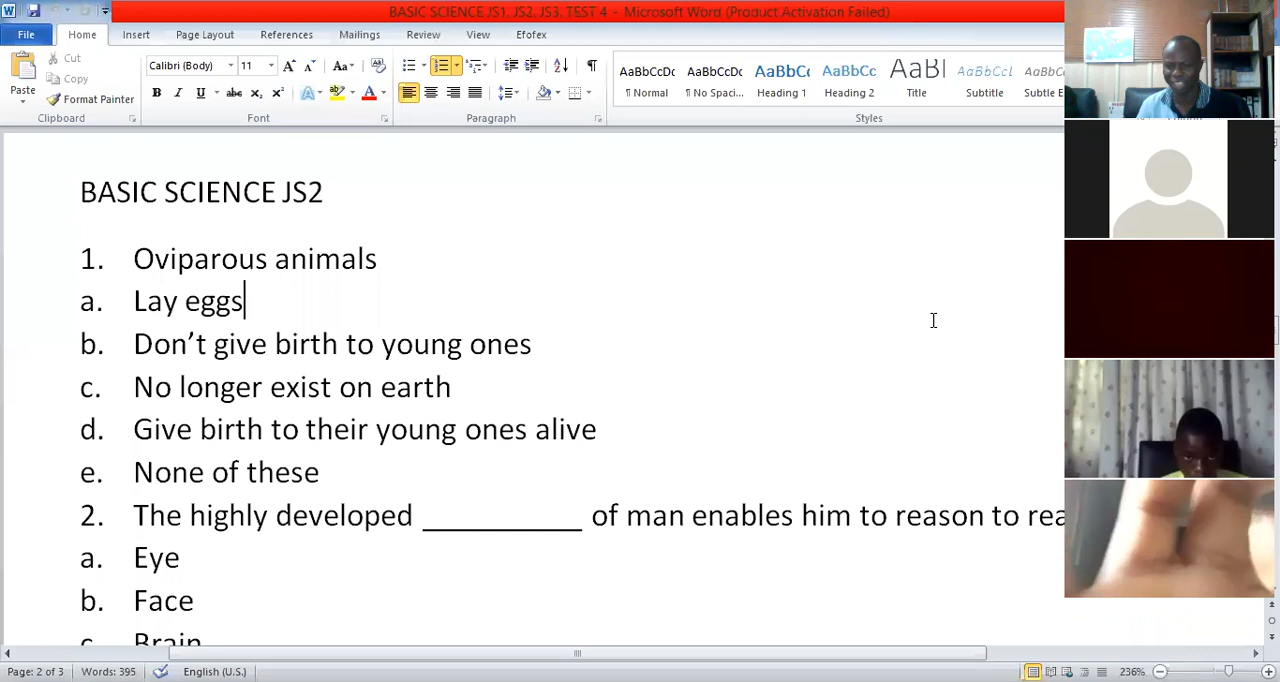 BASIC SCIENCE JS1. JS2. JS3. TEST 4 - Microsoft Word (Product Activation Failed)
File Home Insert Page Layout References Mailings Review View Efofex
Cut
Copy
Paste
Format Painter
Calibri (Body) 11
AaBbCcDc AaBbCcDc AaBbCc AaBbCc AaBl AaBbCcL AaBbCc
¶ Normal ¶ No Spaci... Heading 1 Heading 2 Title Subtitle Subtle E
Clipboard Font Paragraph Styles
BASIC SCIENCE JS2
1. Oviparous animals
a. Lay eggs
b. Don’t give birth to young ones
c. No longer exist on earth
d. Give birth to their young ones alive
e. None of these
2. The highly developed __________ of man enables him to reason to rea
a. Eye
b. Face
c. Brain
Page: 2 of 3 Words: 395 English (U.S.) 236%